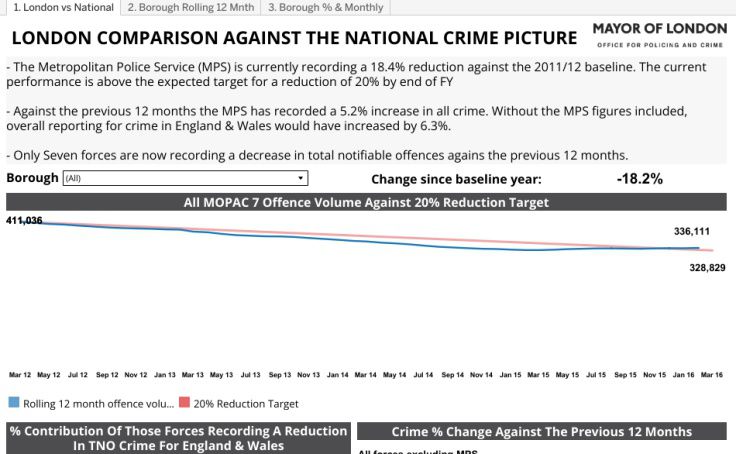 1. London vs National 2. Borough Rolling 12 Mnth 3. Borough % & Monthly
LONDON COMPARISON AGAINST THE NATIONAL CRIME PICTURE
MAYOR OF LONDON
OFFICE FOR POLICING AND CRIME
- The Metropolitan Police Service (MPS) is currently recording a 18.4% reduction against the 2011/12 baseline. The current
performance is above the expected target for a reduction of 20% by end of FY
- Against the previous 12 months the MPS has recorded a 5.2% increase in all crime. Without the MPS figures included,
overall reporting for crime in England & Wales would have increased by 6.3%.
- Only Seven forces are now recording a decrease in total notifiable offences agains the previous 12 months.
Borough (All) Change since baseline year: -18.2%
All MOPAC 7 Offence Volume Against 20% Reduction Target
411,036
336,111
328,829
Mar 12 May 12 Jul 12 Sep 12 Nov 12 Jan 13 Mar 13 May 13 Jul 13 Sep 13 Nov 13 Jan 14 Mar 14 May 14 Jul 14 Sep 14 Nov 14 Jan 15 Mar 15 May 15 Jul 15 Sep 15 Nov 15 Jan 16 Mar 16
Rolling 12 month offence volu... 20% Reduction Target
% Contribution Of Those Forces Recording A Reduction
In TNO Crime For England & Wales
Crime % Change Against The Previous 12 Months
All forces excluding MPS